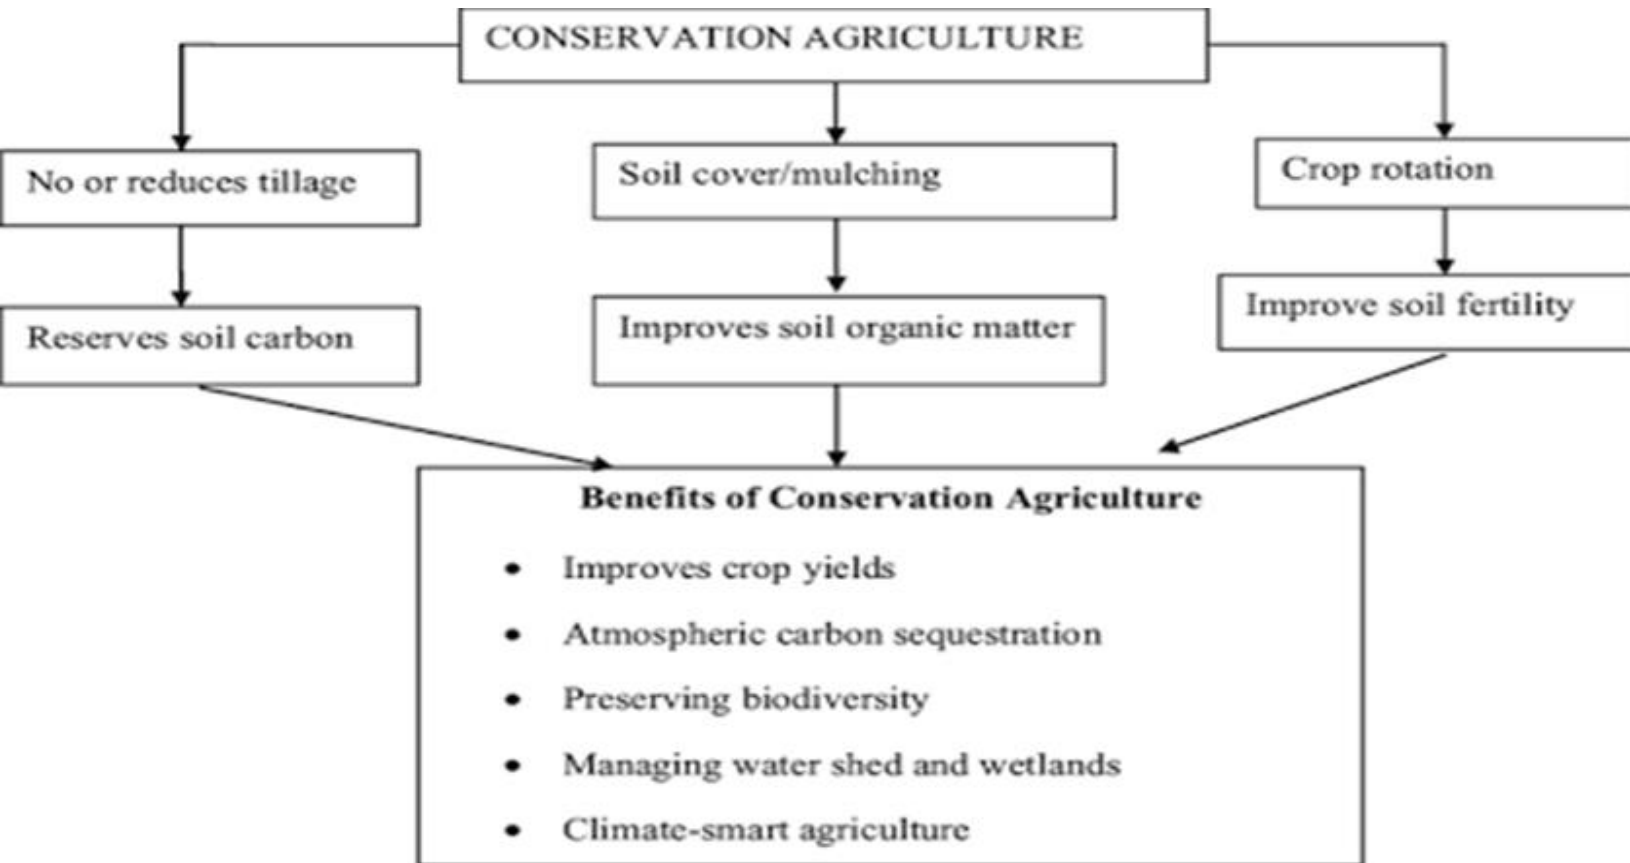 CONSERVATION AGRICULTURE
No or reduces tillage
Soil cover/mulching
Crop rotation
Reserves soil carbon
Improves soil organic matter
Improve soil fertility
Benefits of Conservation Agriculture
• Improves crop yields
• Atmospheric carbon sequestration
• Preserving biodiversity
• Managing water shed and wetlands
• Climate-smart agriculture